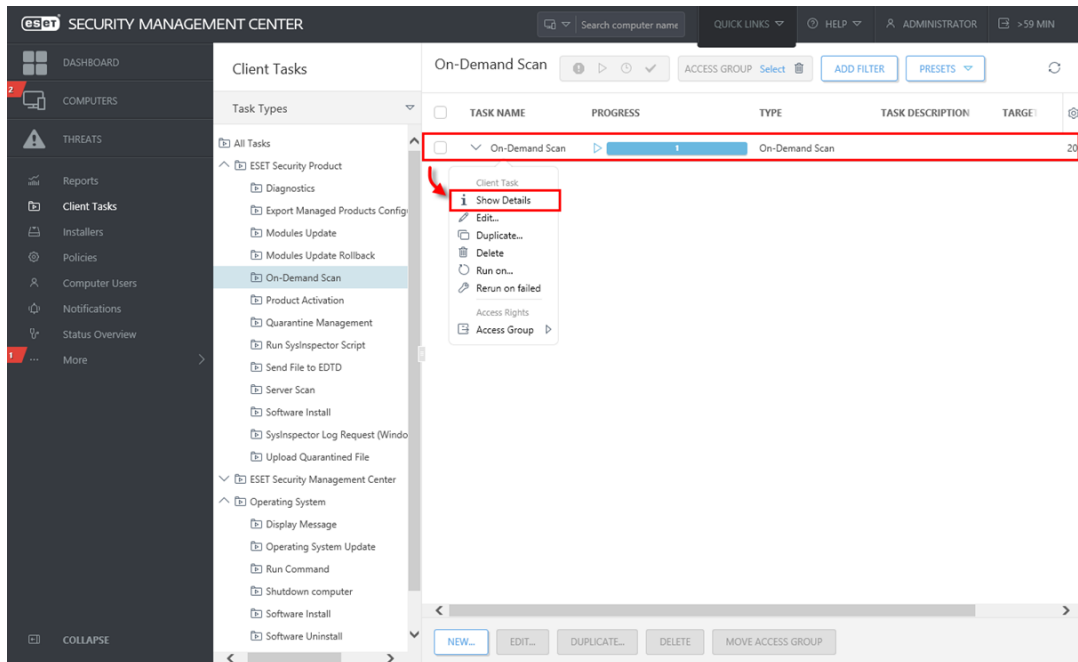 eset SECURITY MANAGEMENT CENTER
Search computer name
QUICK LINKS
HELP
ADMINISTRATOR
>59 MIN
DASHBOARD
2
COMPUTERS
THREATS
Reports
Client Tasks
Installers
Policies
Computer Users
Notifications
Status Overview
1
More
COLLAPSE
Client Tasks
Task Types
All Tasks
ESET Security Product
Diagnostics
Export Managed Products Config
Modules Update
Modules Update Rollback
On-Demand Scan
Product Activation
Quarantine Management
Run SysInspector Script
Send File to EDTD
Server Scan
Software Install
SysInspector Log Request (Windo
Upload Quarantined File
ESET Security Management Center
Operating System
Display Message
Operating System Update
Run Command
Shutdown computer
Software Install
Software Uninstall
On-Demand Scan
ACCESS GROUP Select
ADD FILTER
PRESETS
TASK NAME PROGRESS TYPE TASK DESCRIPTION TARGET
On-Demand Scan 1 On-Demand Scan 20
Client Task
Show Details
Edit...
Duplicate...
Delete
Run on...
Rerun on failed
Access Rights
Access Group
NEW... EDIT... DUPLICATE... DELETE MOVE ACCESS GROUP